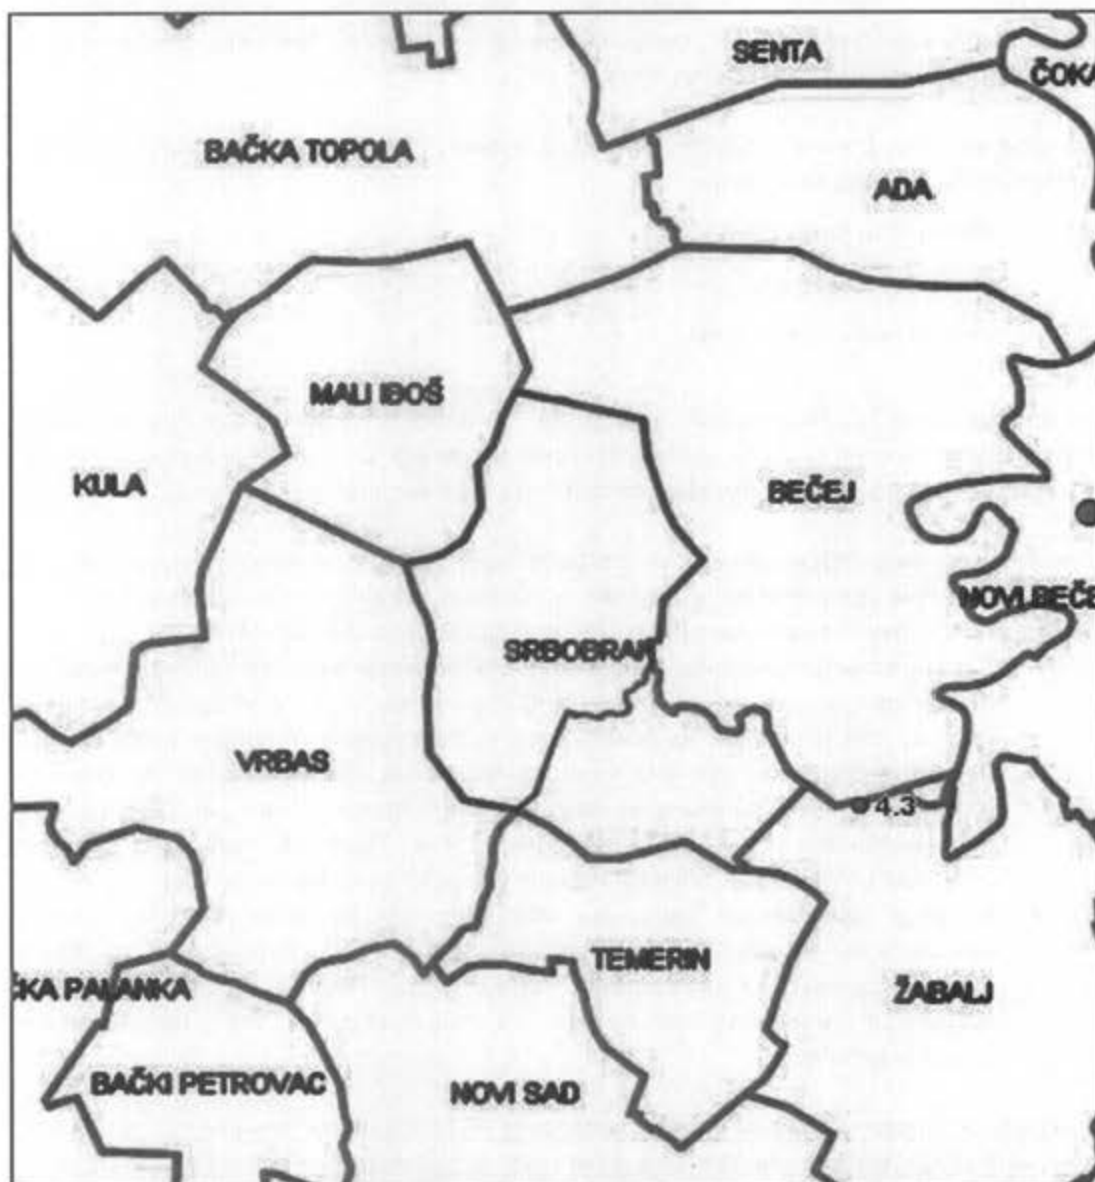 SENTA
ČOKA
BAČKA TOPOLA
ADA
MALI IĐOŠ
KULA
BEČEJ
NOVI BEČE
SRBOBRAN
VRBAS
4.3
TEMERIN
ČKA PALANKA
ŽABALJ
BAČKI PETROVAC
NOVI SAD